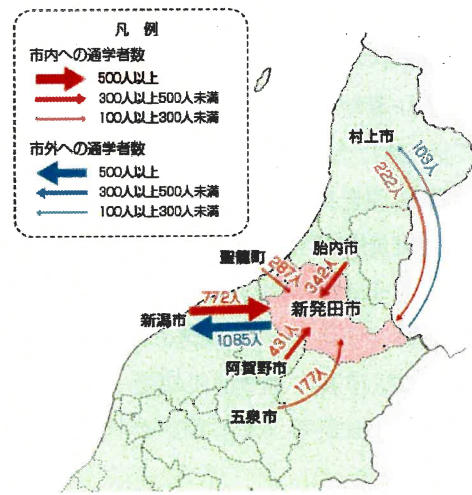 凡 例
市内への通学者数
500人以上
300人以上500人未満
100人以上300人未満
市外への通学者数
500人以上
300人以上500人未満
100人以上300人未満
村上市
103人
222人
胎内市
聖籠町
287人
342人
新発田市
772人
新潟市
1085人
431人
阿賀野市
177人
五泉市